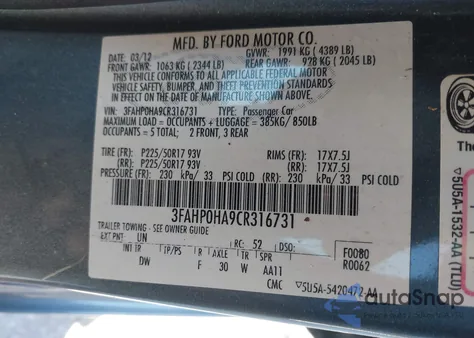 MFD. BY FORD MOTOR CO.
DATE: 03/12 GVWR: 1991 KG (4389 LB)
FRONT GAWR: 1063 KG (2344 LB) REAR GAWR: 928 KG (2045 LB)
THIS VEHICLE CONFORMS TO ALL APPLICABLE FEDERAL MOTOR
VEHICLE SAFETY, BUMPER, AND THEFT PREVENTION STANDARDS
IN EFFECT ON THE DATE OF MANUFACTURE SHOWN ABOVE.
VIN: 3FAHP0HA9CR316731 TYPE: Passenger Car
MAXIMUM LOAD = OCCUPANTS + LUGGAGE = 385KG/850LB
OCCUPANTS = 5 TOTAL: 2 FRONT, 3 REAR
TIRE (FR): P225/50R17 93V RIMS (FR): 17X7.5J
(RR): P225/50R17 93V (RR): 17X7.5J
PRESSURE (FR): 230 kPa/ 33 PSI COLD (RR): 230 kPa/ 33 PSI COLD
3FAHP0HA9CR316731
TRAILER TOWING - SEE OWNER GUIDE
EXT PNT: UN RC: 52 DSO: F0080
INT TR TP/PS R AXLE TR SPR R0062
DW F 30 W AA11
CMC 5U5A-5420472-AA
The
5U5A-1532-AA (TLU)
autoSnap